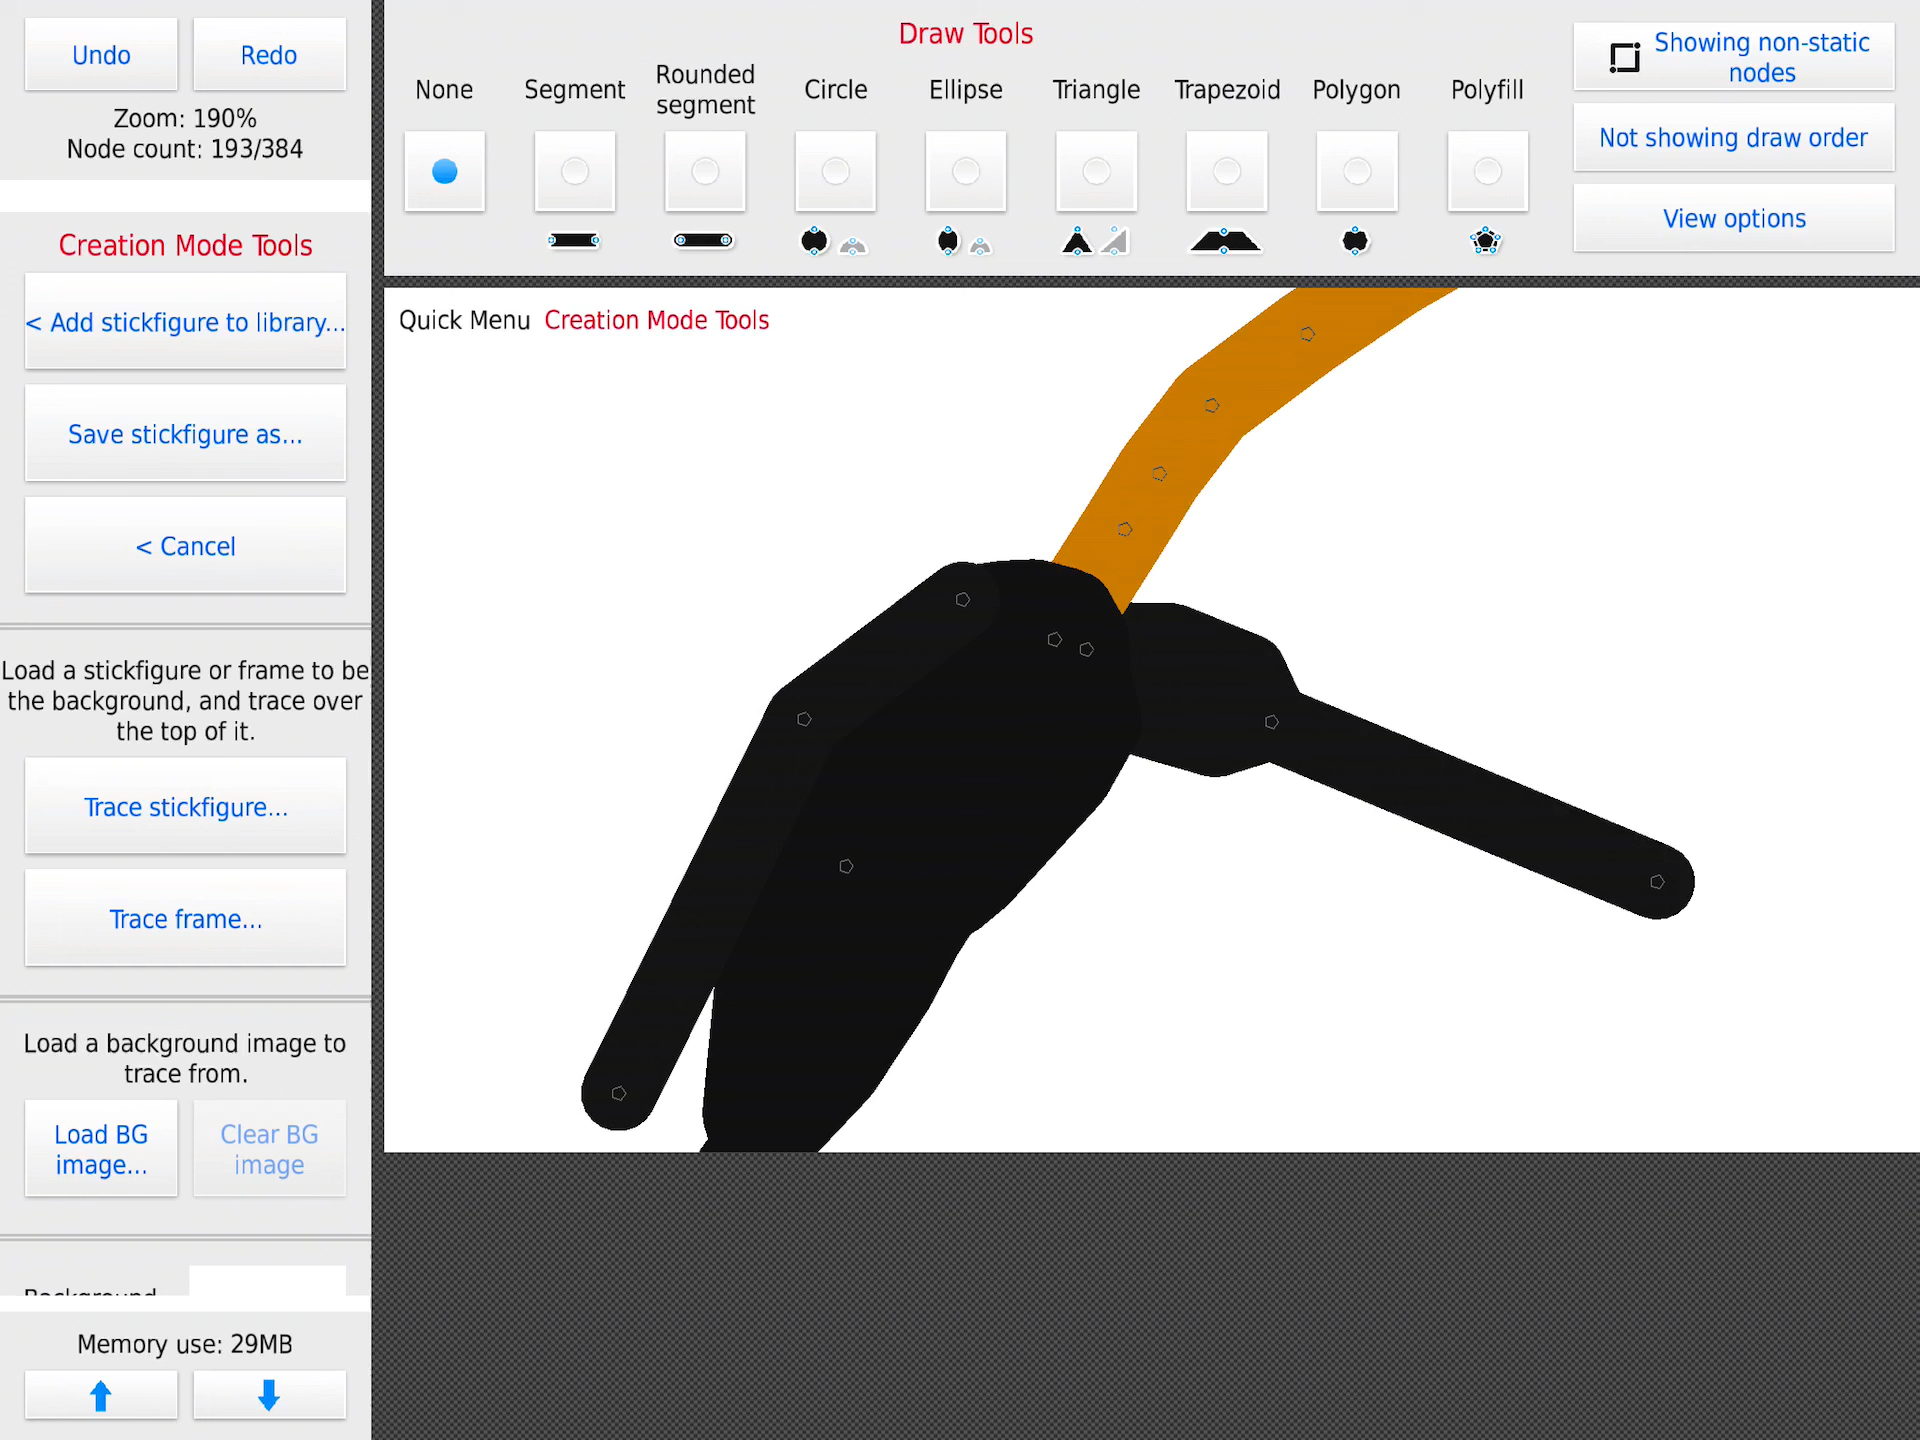 Undo
Redo
Zoom: 190%
Node count: 193/384
Creation Mode Tools
< Add stickfigure to library...
Save stickfigure as...
< Cancel
Load a stickfigure or frame to be
the background, and trace over
the top of it.
Trace stickfigure...
Trace frame...
Load a background image to
trace from.
Load BG
image...
Clear BG
image
Background
Memory use: 29MB
Draw Tools
None
Segment
Rounded
segment
Circle
Ellipse
Triangle
Trapezoid
Polygon
Polyfill
Showing non-static
nodes
Not showing draw order
View options
Quick Menu
Creation Mode Tools